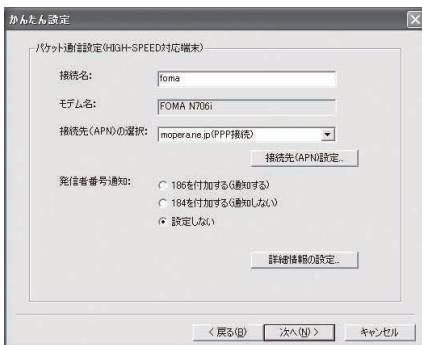 かんたん設定
パケット通信設定(HIGH-SPEED対応端末)
接続名:
foma
モデム名:
FOMA N706i
接続先(APN)の選択:
mopera.ne.jp(PPP接続)
接続先(APN)設定...
発信者番号通知:
186を付加する(通知する)
184を付加する(通知しない)
設定しない
詳細情報の設定...
< 戻る(B)
次へ(N) >
キャンセル